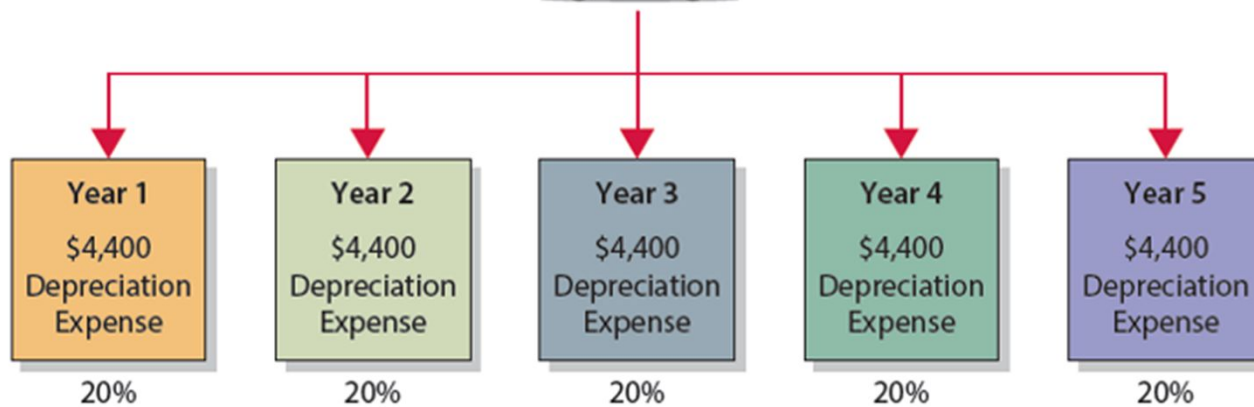 Year 1
$4,400
Depreciation
Expense
20%
Year 2
$4,400
Depreciation
Expense
20%
Year 3
$4,400
Depreciation
Expense
20%
Year 4
$4,400
Depreciation
Expense
20%
Year 5
$4,400
Depreciation
Expense
20%